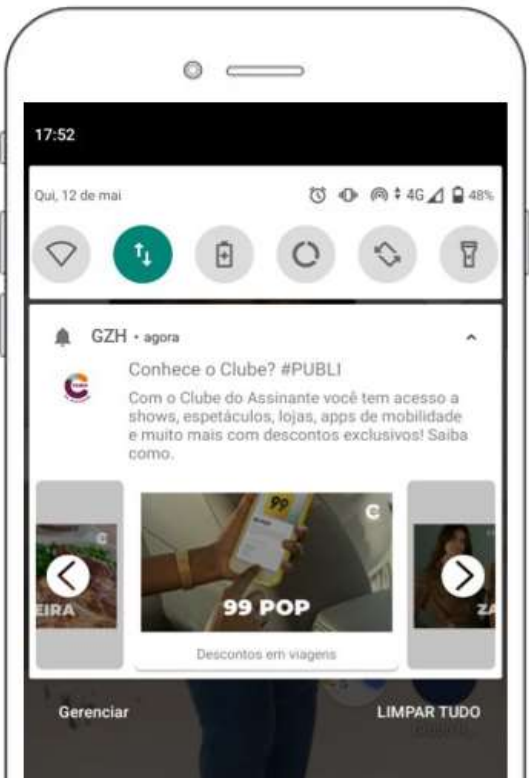 17:52
Qui, 12 de mai
4G 48%
GZH • agora
Conhece o Clube? #PUBLI
Com o Clube do Assinante você tem acesso a
shows, espetáculos, lojas, apps de mobilidade
e muito mais com descontos exclusivos! Saiba
como.
99
EIRA
99 POP
ZA
Descontos em viagens
Gerenciar
LIMPAR TUDO